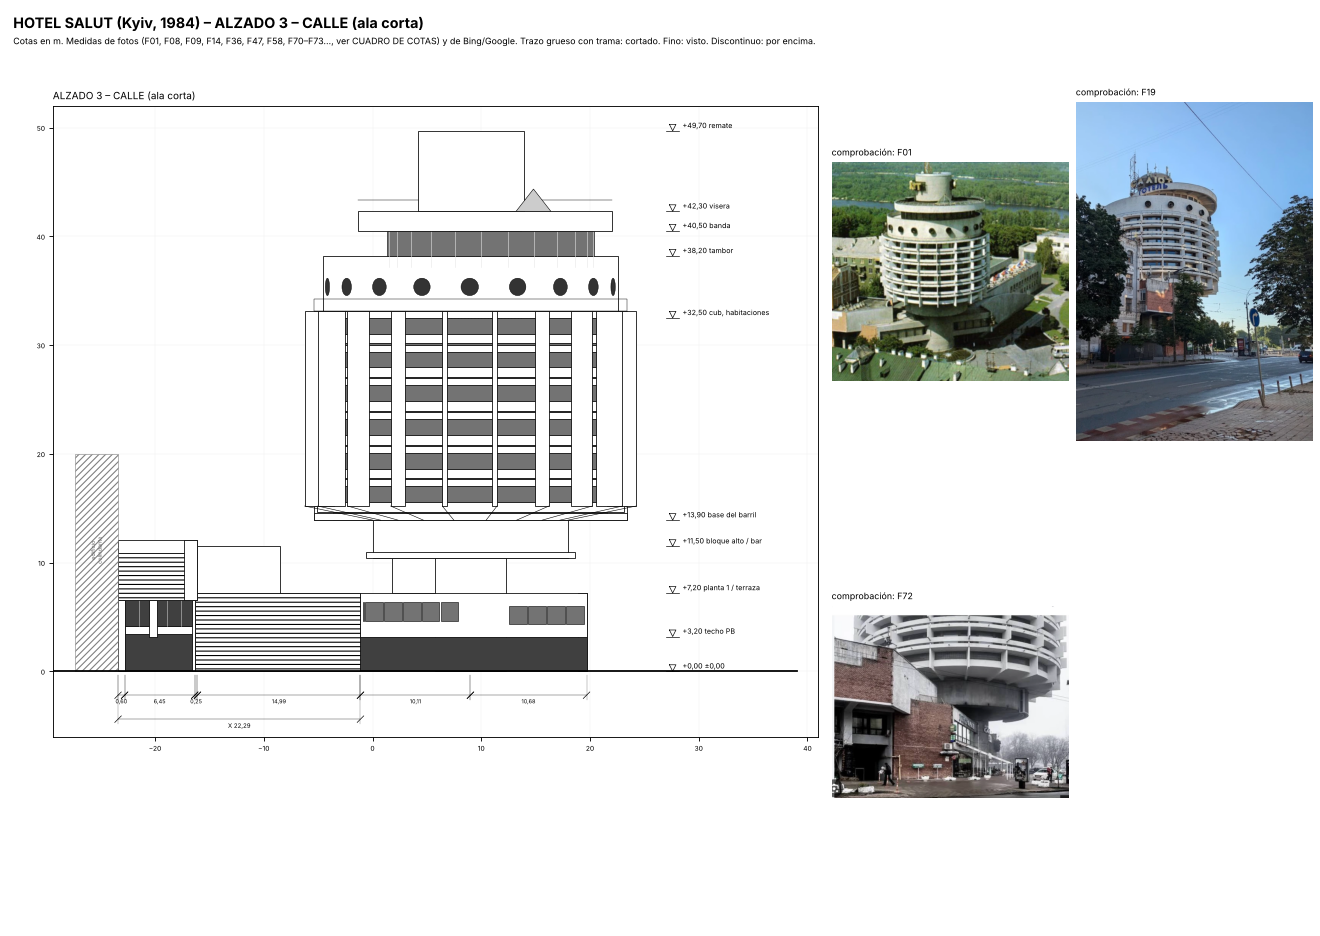 HOTEL SALUT (Kyiv, 1984) – ALZADO 3 – CALLE (ala corta)
Cotas en m. Medidas de fotos (F01, F08, F09, F14, F36, F47, F58, F70–F73..., ver CUADRO DE COTAS) y de Bing/Google. Trazo grueso con trama: cortado. Fino: visto. Discontinuo: por encima.
ALZADO 3 – CALLE (ala corta)
comprobación: F19
comprobación: F01
comprobación: F72
+49,70 remate
+42,30 visera
+40,50 banda
+38,20 tambor
+32,50 cub, habitaciones
+13,90 base del barril
+11,50 bloque alto / bar
+7,20 planta 1 / terraza
+3,20 techo PB
+0,00 ±0,00
50
40
30
20
10
0
0,60 6,45 0,25 14,99 10,11 10,68
X 22,29
−20 −10 0 10 20 30 40